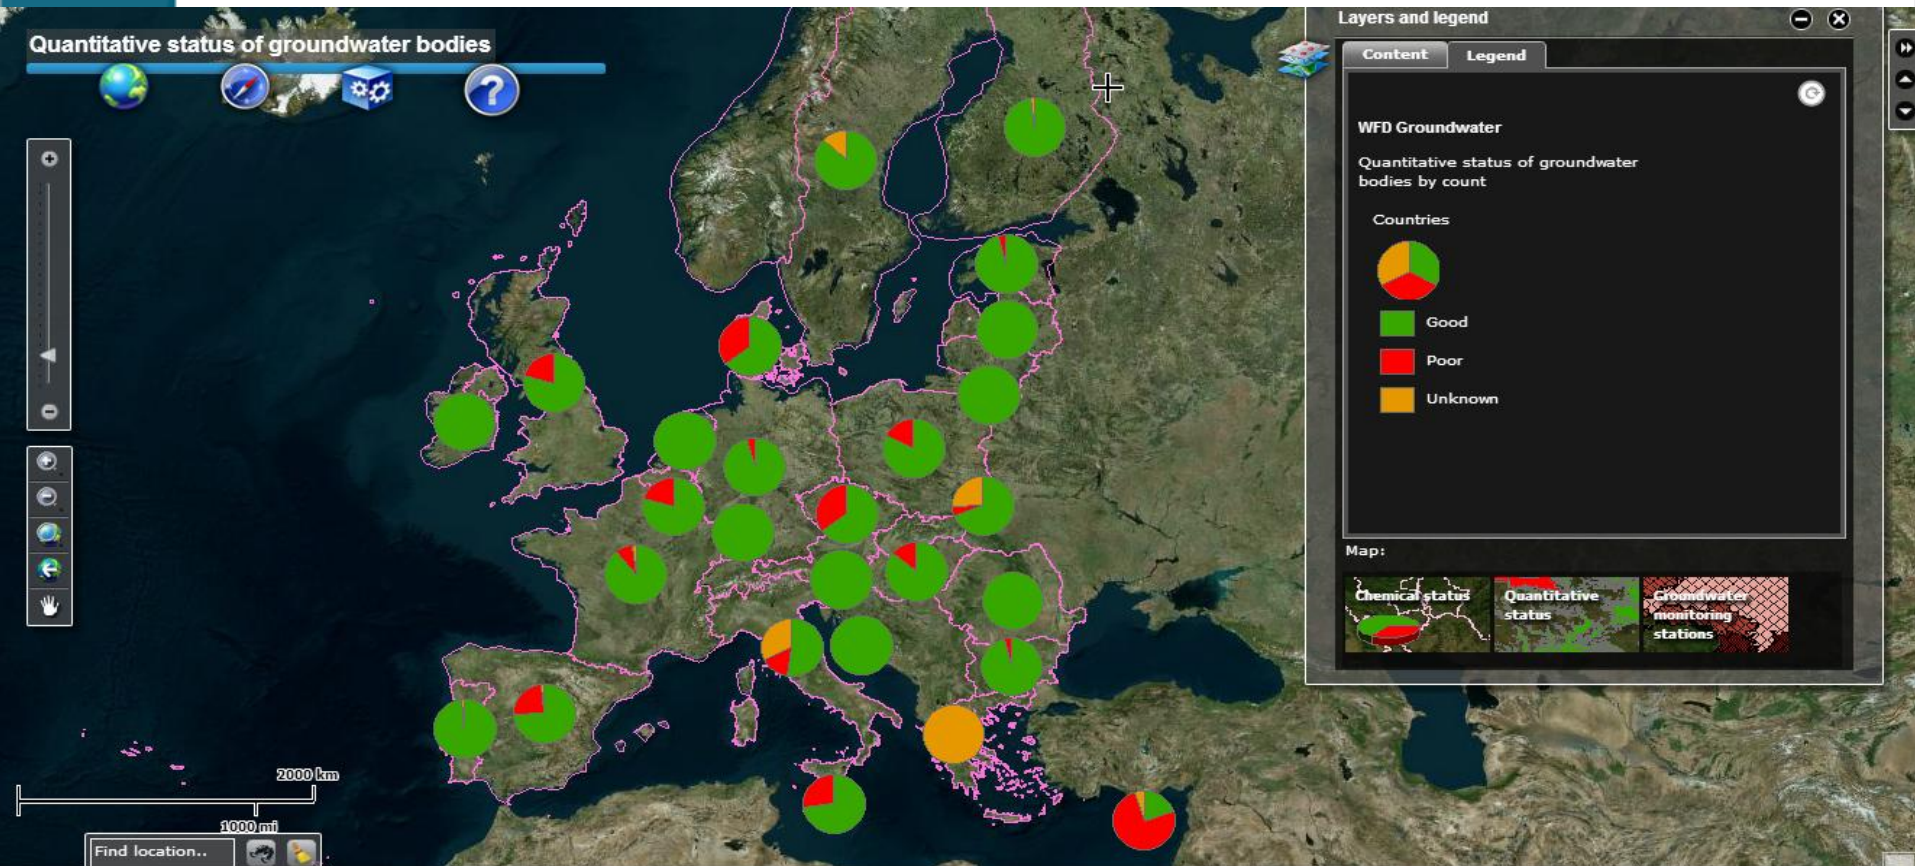 Quantitative status of groundwater bodies
?
2000 km
1000 mi
Find location..
Layers and legend
Content
Legend
WFD Groundwater
Quantitative status of groundwater
bodies by count
Countries
Good
Poor
Unknown
Map:
Chemical status
Quantitative
status
Groundwater
monitoring
stations